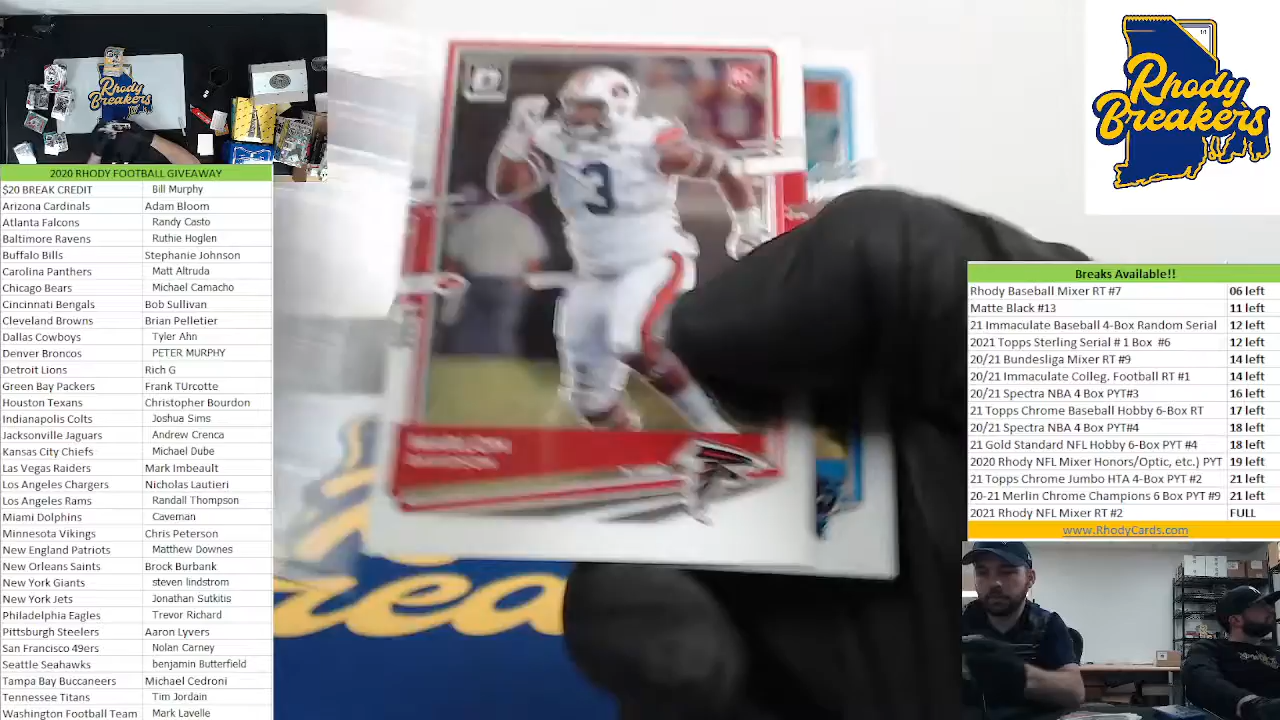 2020 RHODY FOOTBALL GIVEAWAY
$20 BREAK CREDIT Bill Murphy
Arizona Cardinals Adam Bloom
Atlanta Falcons Randy Casto
Baltimore Ravens Ruthie Hoglen
Buffalo Bills Stephanie Johnson
Carolina Panthers Matt Altruda
Chicago Bears Michael Camacho
Cincinnati Bengals Bob Sullivan
Cleveland Browns Brian Pelletier
Dallas Cowboys Tyler Ahn
Denver Broncos PETER MURPHY
Detroit Lions Rich G
Green Bay Packers Frank TUrcotte
Houston Texans Christopher Bourdon
Indianapolis Colts Joshua Sims
Jacksonville Jaguars Andrew Crenca
Kansas City Chiefs Michael Dube
Las Vegas Raiders Mark Imbeault
Los Angeles Chargers Nicholas Lautieri
Los Angeles Rams Randall Thompson
Miami Dolphins Caveman
Minnesota Vikings Chris Peterson
New England Patriots Matthew Downes
New Orleans Saints Brock Burbank
New York Giants steven lindstrom
New York Jets Jonathan Sutkitis
Philadelphia Eagles Trevor Richard
Pittsburgh Steelers Aaron Lyvers
San Francisco 49ers Nolan Carney
Seattle Seahawks benjamin Butterfield
Tampa Bay Buccaneers Michael Cedroni
Tennessee Titans Tim Jordain
Washington Football Team Mark Lavelle
Rhody
Breakers
3
Rhody
Breakers
Breakers Available!!
Rhody Baseball Mixer RT #7 06 left
Matte Black #13 11 left
21 Immaculate Baseball 4-Box Random Serial 12 left
2021 Topps Sterling Serial # 1 Box #6 12 left
20/21 Bundesliga Mixer RT #9 14 left
20/21 Immaculate Colleg. Football RT #1 14 left
20/21 Spectra NBA 4 Box PYT#3 16 left
21 Topps Chrome Baseball Hobby 6-Box RT 17 left
20/21 Spectra NBA 4 Box PYT#4 18 left
21 Gold Standard NFL Hobby 6-Box PYT #4 18 left
2020 Rhody NFL Mixer Honors/Optic, etc.) PYT 19 left
21 Topps Chrome Jumbo HTA 4-Box PYT #2 21 left
20-21 Merlin Chrome Champions 6 Box PYT #9 21 left
2021 Rhody NFL Mixer RT #2 FULL
www.RhodyCards.com